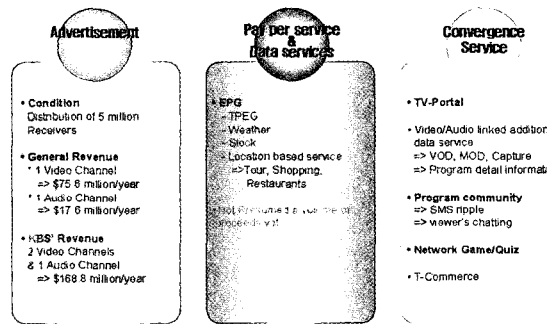 Advertisement
• Condition
Distribution of 5 million
Receivers
• General Revenue
* 1 Video Channel
=> $75.6 million/year
* 1 Audio Channel
=> $17.6 million/year
• KBS' Revenue
2 Video Channels
& 1 Audio Channel
=> $168.8 million/year
Pay per service
&
Data services
• EPG
- TPEG
- Weather
- Stock
- Location based service
=>Tour, Shopping,
Restaurants
Convergence
Service
• TV-Portal
• Video/Audio linked addition
data service
=> VOD, MOD, Capture
=> Program detail informat
• Program community
=> SMS ripple
=> viewer's chatting
• Network Game/Quiz
• T-Commerce